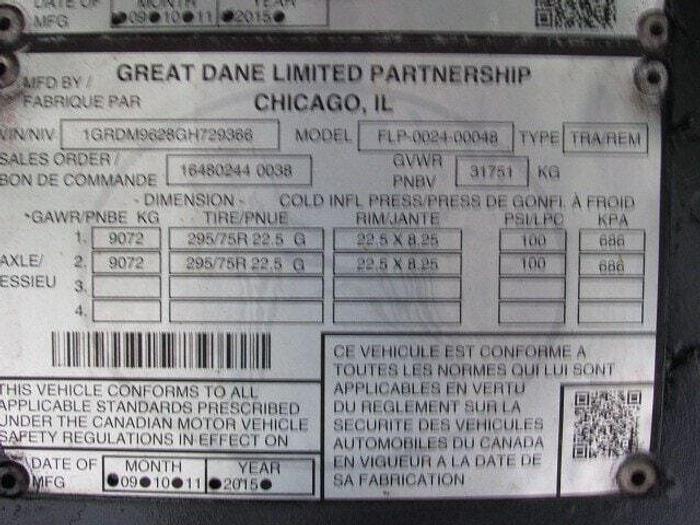 DATE OF
MFG
MONTH
YEAR
09 10 11
2015
MFD BY /
FABRIQUE PAR
GREAT DANE LIMITED PARTNERSHIP
CHICAGO, IL
VIN/NIV 1GRDM9628GH729366 MODEL FLP-0024-00048 TYPE TRA/REM
SALES ORDER /
BON DE COMMANDE
16480244 0038
GVWR
PNBV
31751 KG
- DIMENSION - COLD INFL PRESS/PRESS DE GONFL À FROID
GAWR/PNBE KG TIRE/PNUE RIM/JANTE PSI/LPC KPA
AXLE/
ESSIEU
1. 9072 295/75R 22.5 G 22.5 X 8.25 100 686
2. 9072 295/75R 22.5 G 22.5 X 8.25 100 686
3.
4.
THIS VEHICLE CONFORMS TO ALL
APPLICABLE STANDARDS PRESCRIBED
UNDER THE CANADIAN MOTOR VEHICLE
SAFETY REGULATIONS IN EFFECT ON
DATE OF
MFG
MONTH
YEAR
09 10 11
2015
CE VEHICULE EST CONFORME A
TOUTES LES NORMES QUI LUI SONT
APPLICABLES EN VERTU
DU REGLEMENT SUR LA
SECURITE DES VEHICULES
AUTOMOBILES DU CANADA
EN VIGUEUR A LA DATE DE
SA FABRICATION